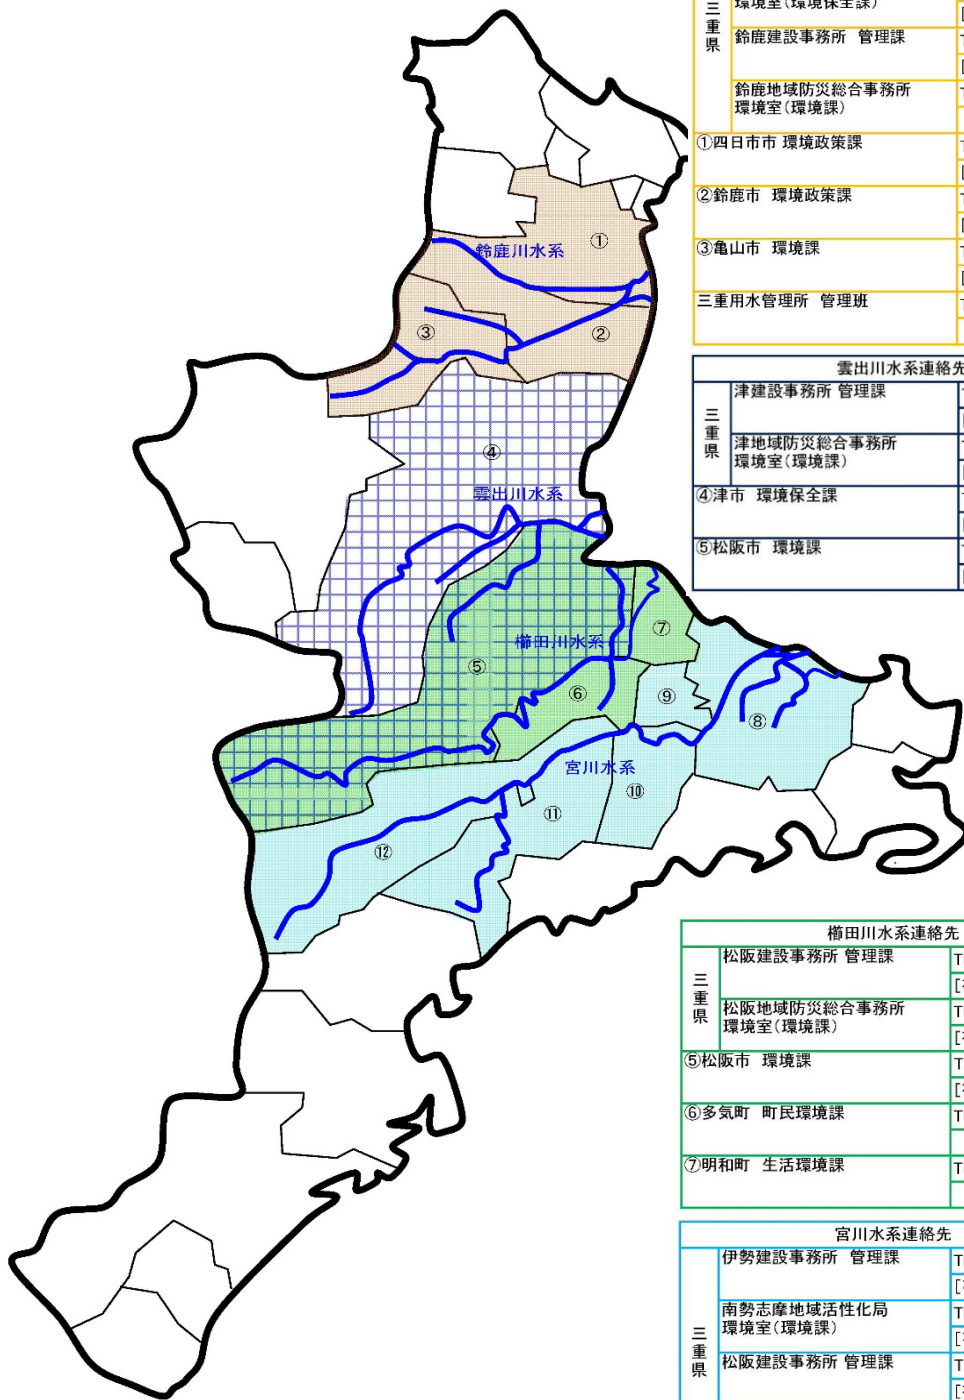 三重県
環境室(環境保全課)
[
鈴鹿建設事務所 管理課
[
鈴鹿地域防災総合事務所
環境室(環境課)
①四日市市 環境政策課
[
②鈴鹿市 環境政策課
[
③亀山市 環境課
[
三重用水管理所 管理班
①
鈴鹿川水系
③
②
雲出川水系連絡先
三重県
津建設事務所 管理課
津地域防災総合事務所
環境室(環境課)
④津市 環境保全課
⑤松阪市 環境課
④
雲出川水系
櫛田川水系
⑦
⑤
⑥
⑨
⑧
宮川水系
⑩
⑪
⑫
櫛田川水系連絡先
三重県
松阪建設事務所 管理課
T
[
松阪地域防災総合事務所
環境室(環境課)
T
[
⑤松阪市 環境課
T
[
⑥多気町 町民環境課
T
⑦明和町 生活環境課
T
宮川水系連絡先
三重県
伊勢建設事務所 管理課
T
[
南勢志摩地域活性化局
環境室(環境課)
T
[
松阪建設事務所 管理課
T
[